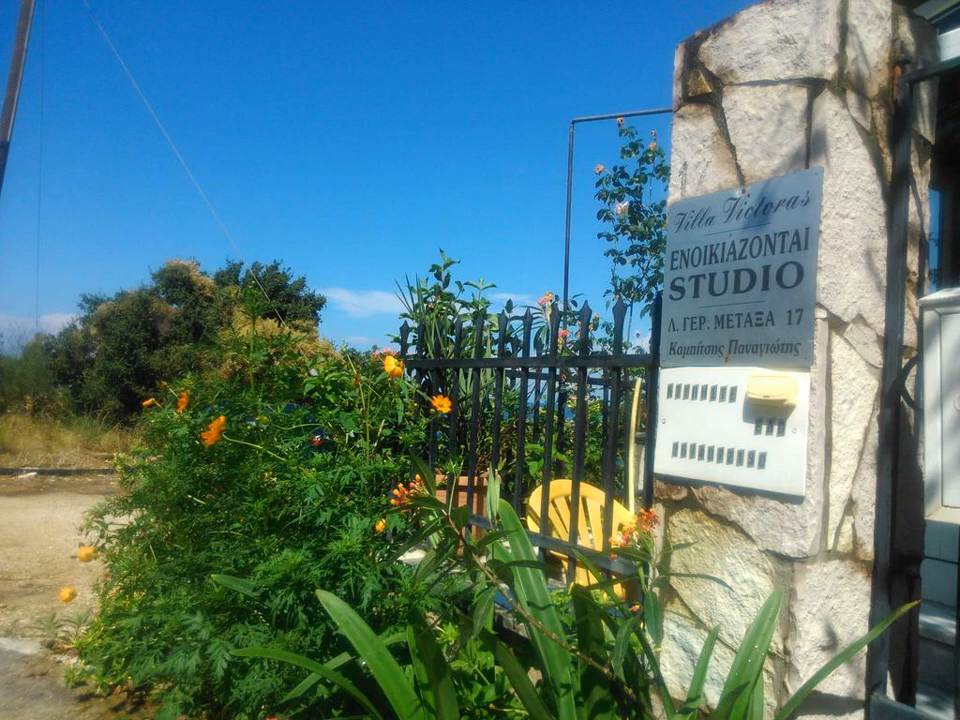 Villa Victoras
ΕΝΟΙΚΙΑΖΟΝΤΑΙ
STUDIO
Λ. ΓΕΡ. ΜΕΤΑΞΑ 17
Καμπίτσης Παναγιώτης